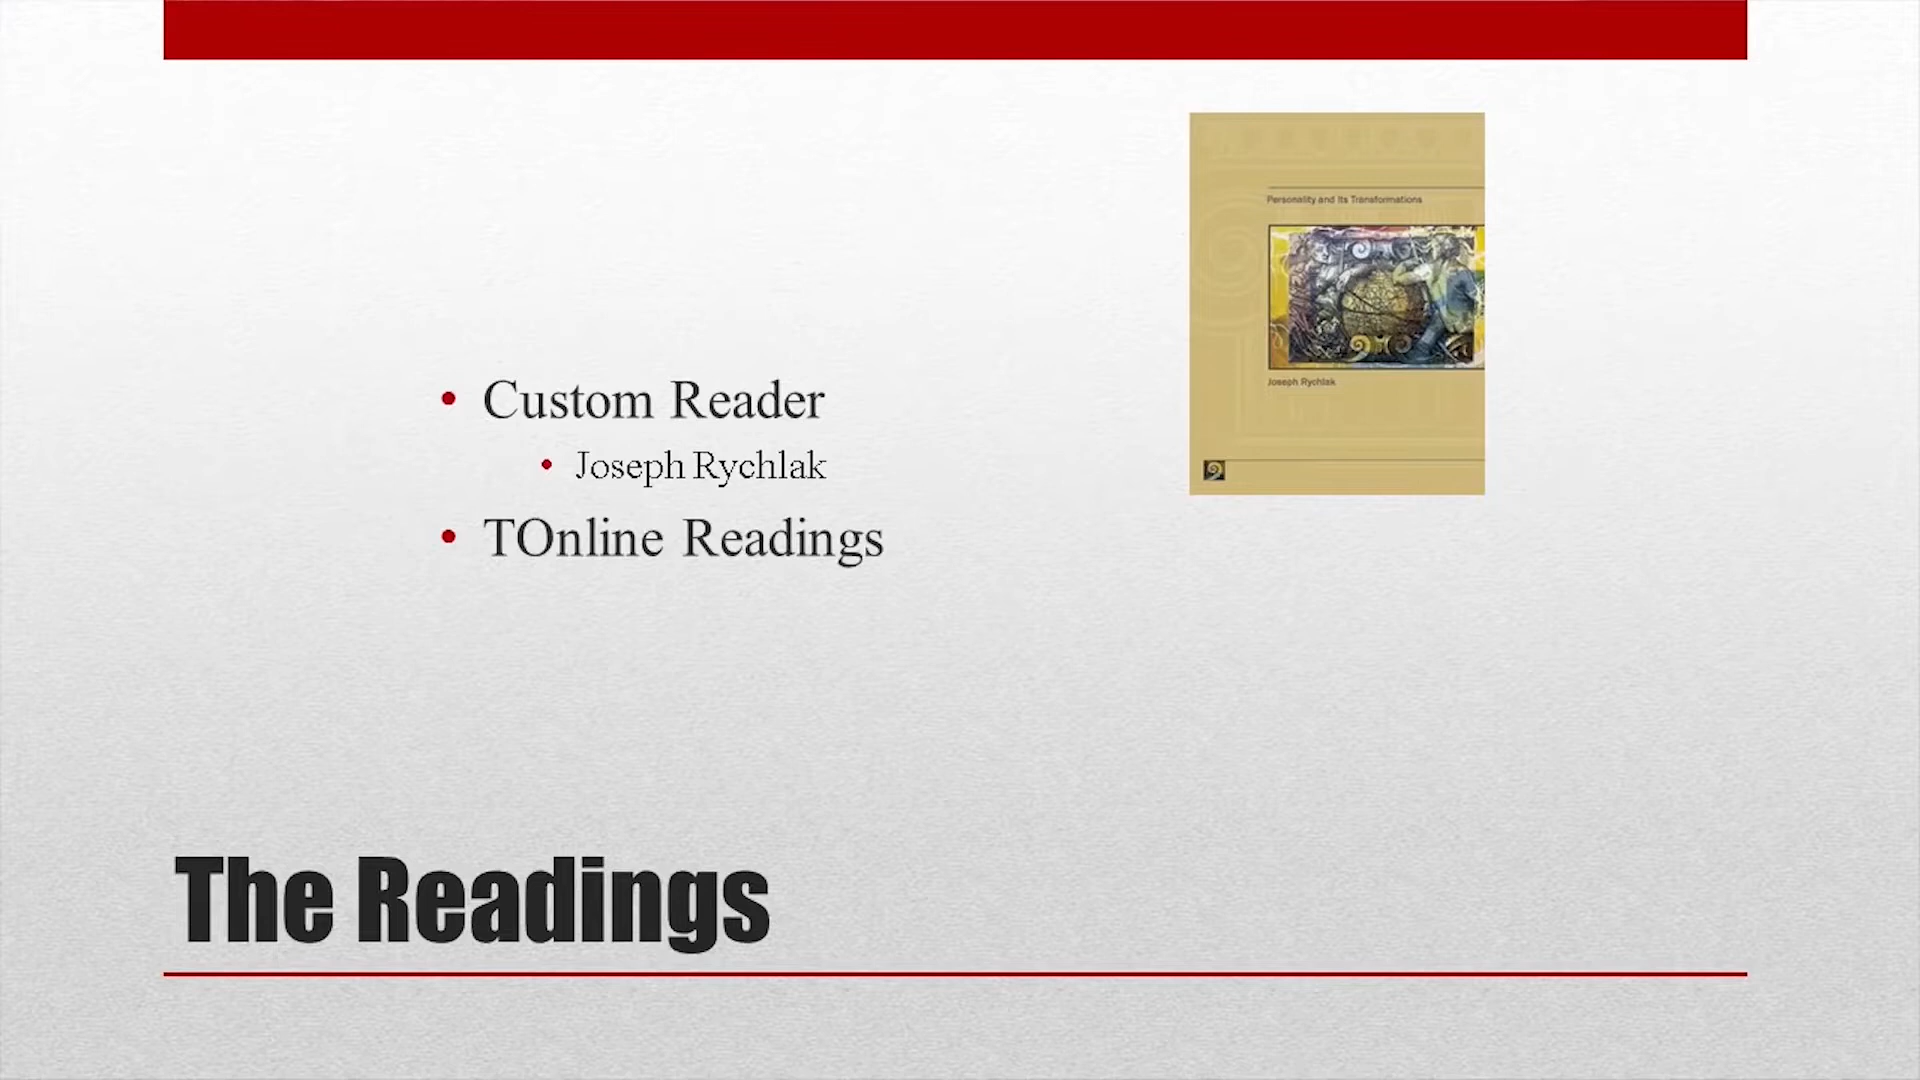 Personality and Its Transformations
Joseph Rychlak
• Custom Reader
• Joseph Rychlak
• TOnline Readings
The Readings